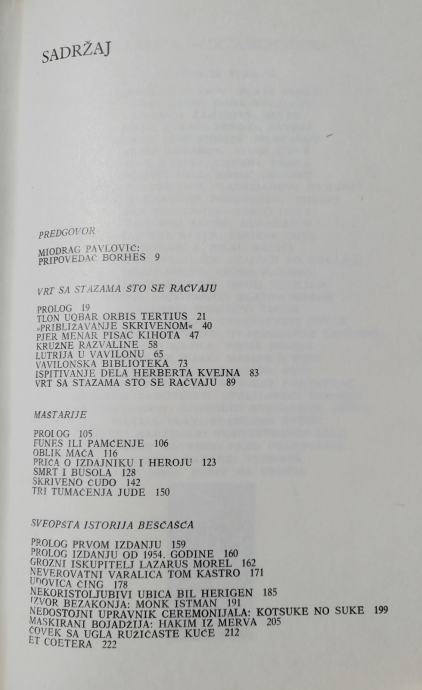 SADRŽAJ
PREDGOVOR
MIODRAG PAVLOVIĆ:
PRIPOVEDAČ BORHES 9
VRT SA STAZAMA ŠTO SE RAČVAJU
PROLOG 19
TLON UQBAR ORBIS TERTIUS 21
»PRIBLIŽAVANJE SKRIVENOM« 40
PJER MENAR PISAC KIHOTA 47
KRUŽNE RAZVALINE 58
LUTRIJA U VAVILONU 65
VAVILONSKA BIBLIOTEKA 73
ISPITIVANJE DELA HERBERTA KVEJNA 83
VRT SA STAZAMA ŠTO SE RAČVAJU 89
MAŠTARIJE
PROLOG 105
FUNES ILI PAMĆENJE 106
OBLIK MAČA 116
PRIČA O IZDAJNIKU I HEROJU 123
SMRT I BUSOLA 128
SKRIVENO ČUDO 142
TRI TUMAČENJA JUDE 150
SVEOPŠTA ISTORIJA BEŠČAŠĆA
PROLOG PRVOM IZDANJU 159
PROLOG IZDANJU OD 1954. GODINE 160
GROZNI ISKUPITELJ LAZARUS MOREL 162
NEVEROVATNI VARALICA TOM KASTRO 171
UDOVICA ČING 178
NEKORISTOLJUBIVI UBICA BIL HERIGEN 185
IZVOR BEZAKONJA: MONK ISTMAN 191
NEDOSTOJNI UPRAVNIK CEREMONIJALA: KOTSUKE NO SUKE 199
MASKIRANI BOJADŽIJA: HAKIM IZ MERVA 205
ČOVEK SA UGLA RUŽIČASTE KUĆE 212
ET COETERA 222